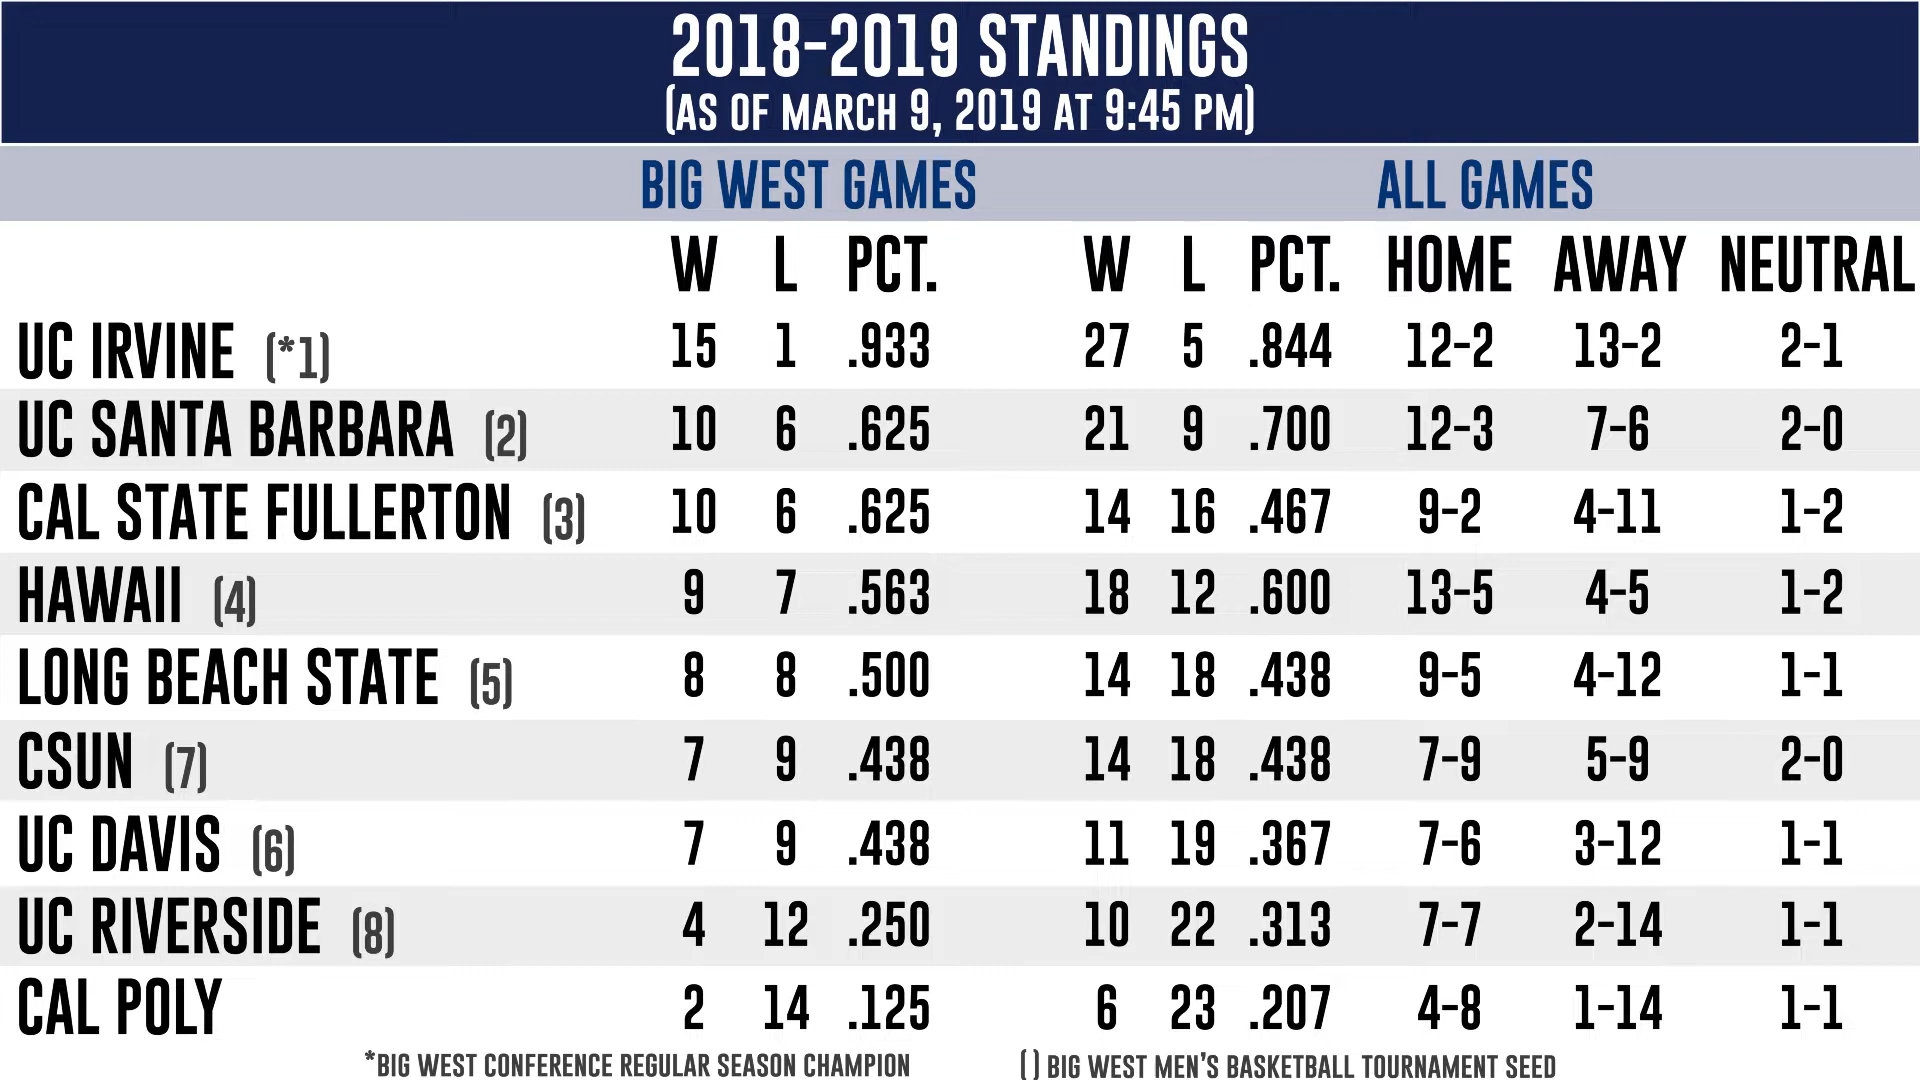 2018-2019 STANDINGS
(AS OF MARCH 9, 2019 AT 9:45 PM)
BIG WEST GAMES ALL GAMES
W L PCT. W L PCT. HOME AWAY NEUTRAL
UC IRVINE (*1) 15 1 .933 27 5 .844 12-2 13-2 2-1
UC SANTA BARBARA (2) 10 6 .625 21 9 .700 12-3 7-6 2-0
CAL STATE FULLERTON (3) 10 6 .625 14 16 .467 9-2 4-11 1-2
HAWAII (4) 9 7 .563 18 12 .600 13-5 4-5 1-2
LONG BEACH STATE (5) 8 8 .500 14 18 .438 9-5 4-12 1-1
CSUN (7) 7 9 .438 14 18 .438 7-9 5-9 2-0
UC DAVIS (6) 7 9 .438 11 19 .367 7-6 3-12 1-1
UC RIVERSIDE (8) 4 12 .250 10 22 .313 7-7 2-14 1-1
CAL POLY 2 14 .125 6 23 .207 4-8 1-14 1-1
*BIG WEST CONFERENCE REGULAR SEASON CHAMPION ( ) BIG WEST MEN'S BASKETBALL TOURNAMENT SEED